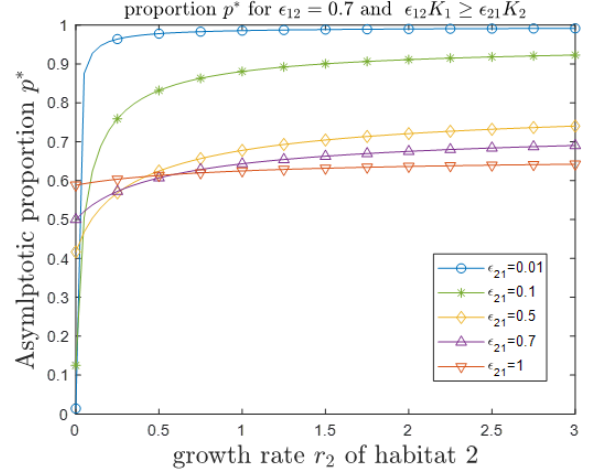 proportion p* for ϵ12 = 0.7 and ϵ12K1 ≥ ϵ21K2
1
0.9
0.8
0.7
0.6
0.5
0.4
0.3
0.2
0.1
0
Asymlptotic proportion p*
ϵ21=0.01
ϵ21=0.1
ϵ21=0.5
ϵ21=0.7
ϵ21=1
0 0.5 1 1.5 2 2.5 3
growth rate r2 of habitat 2